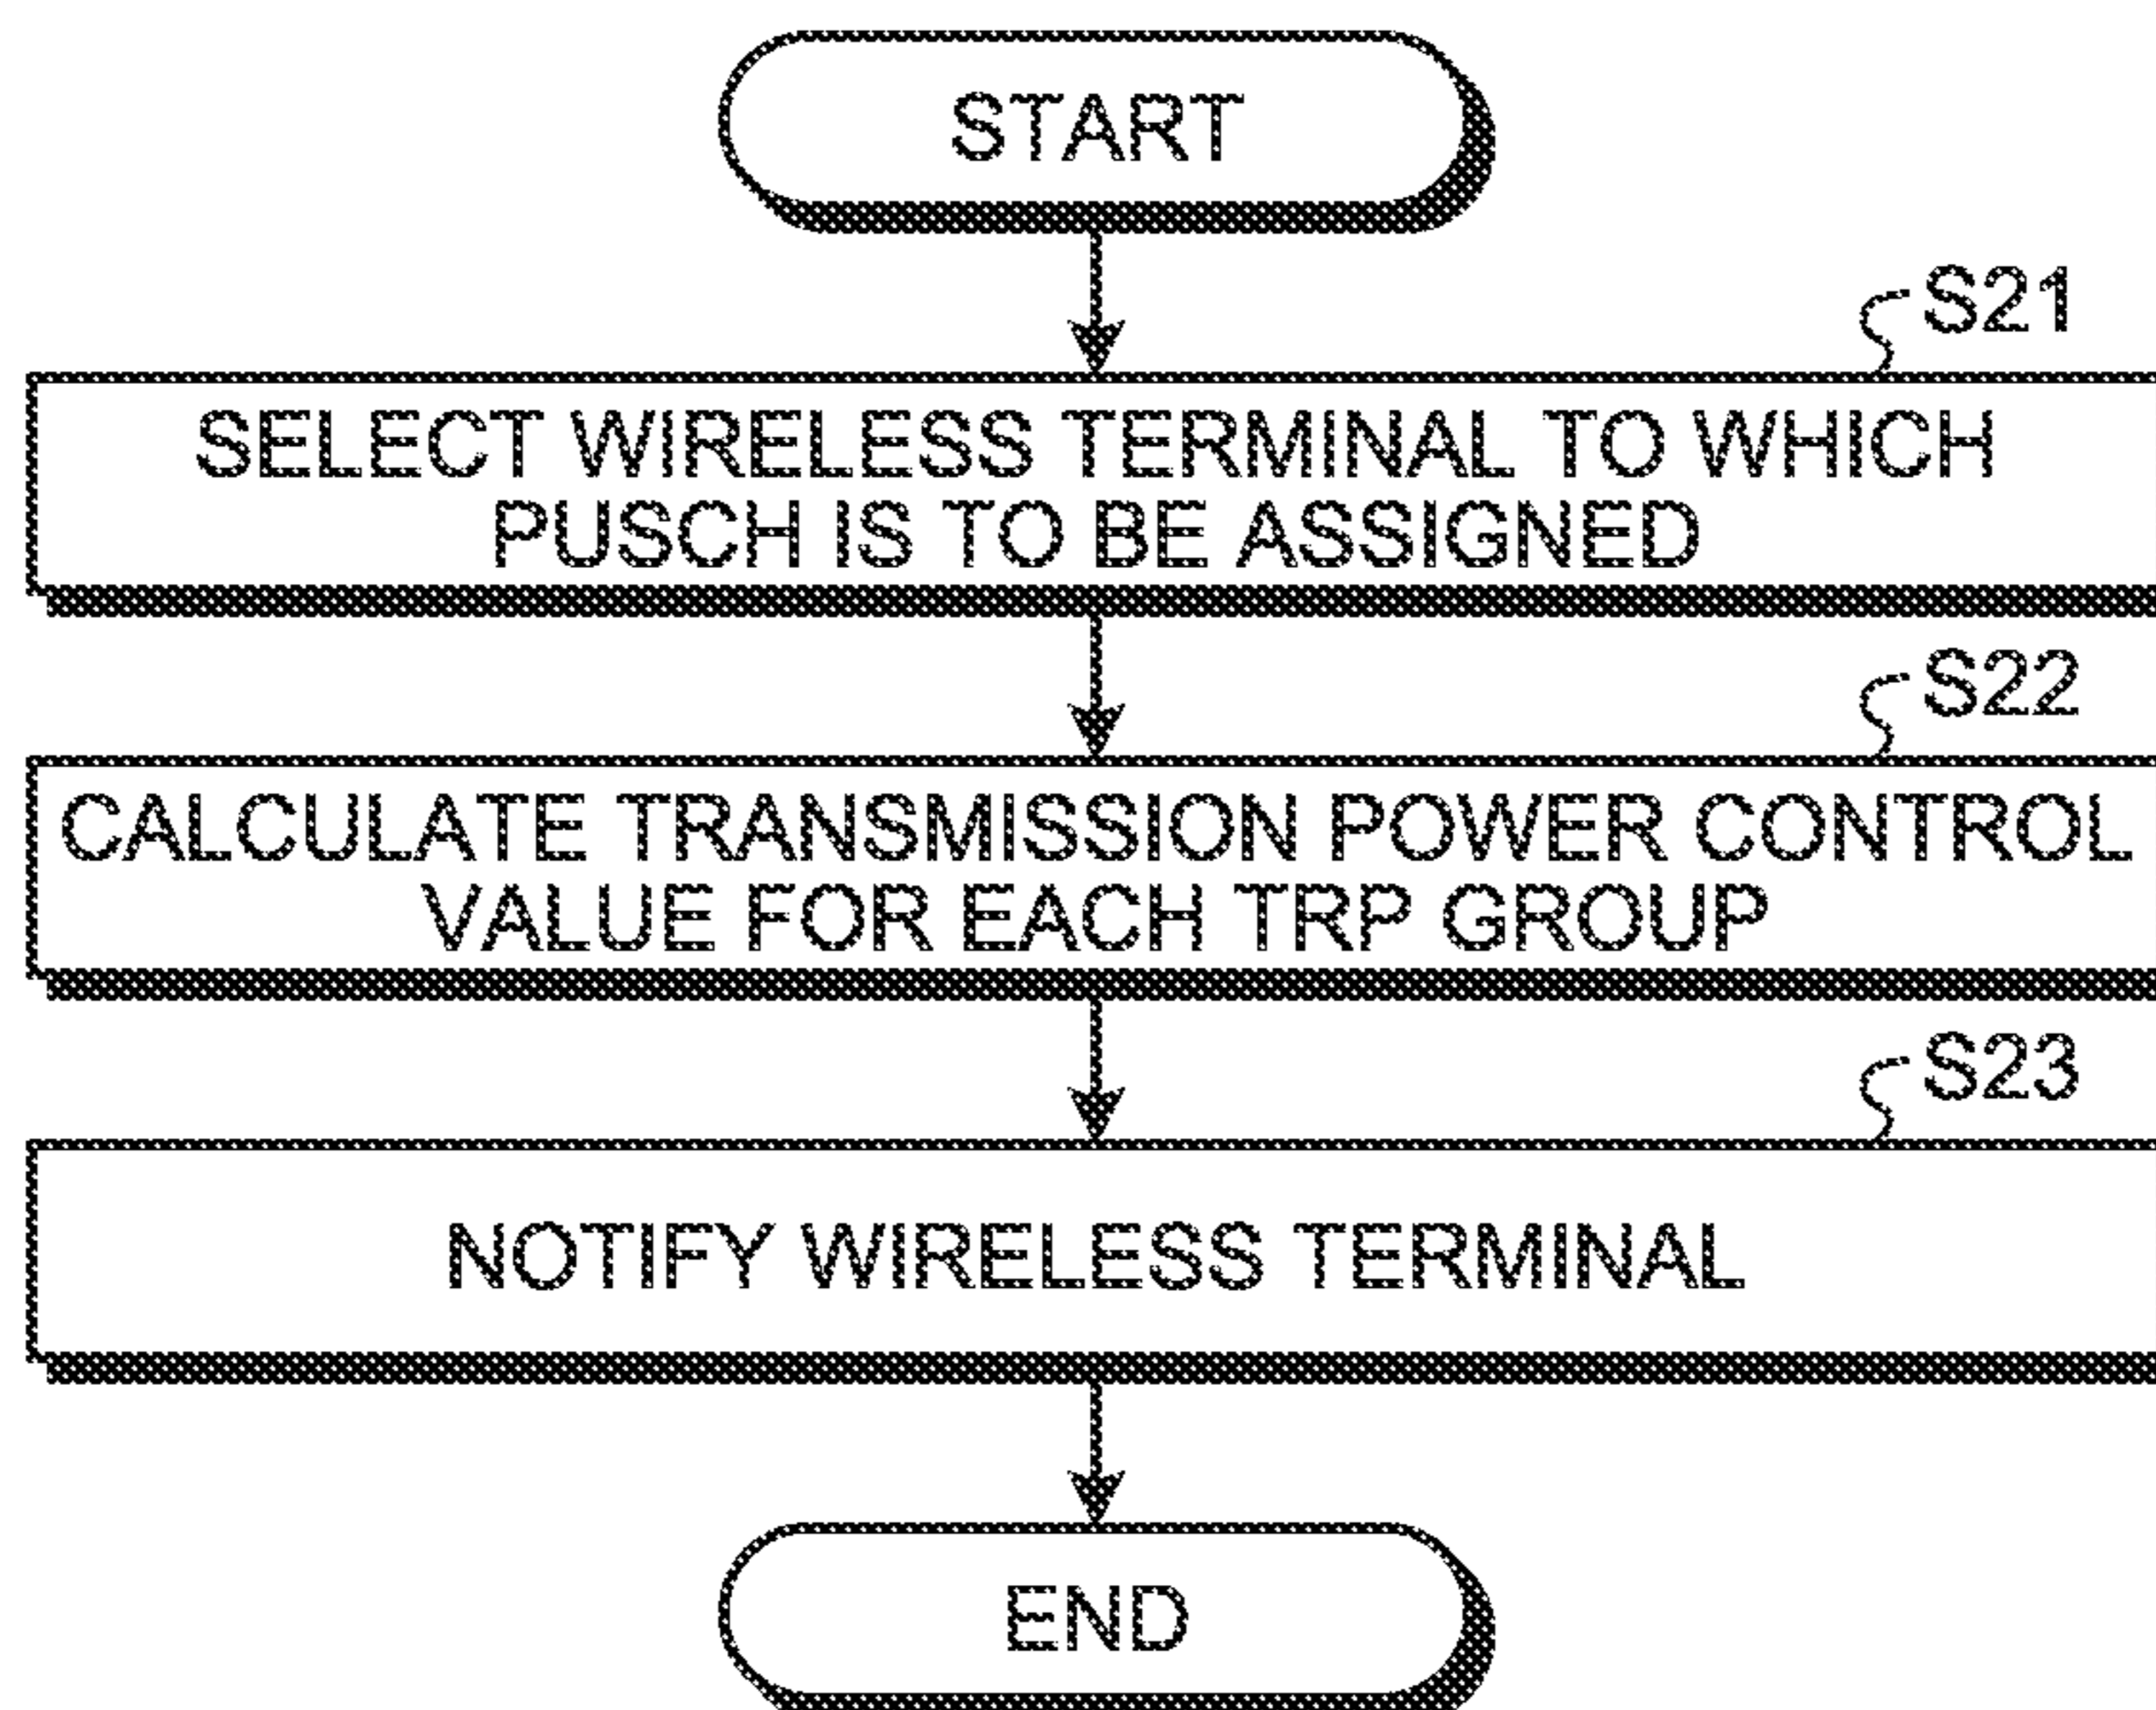 START
S21
SELECT WIRELESS TERMINAL TO WHICH
PUSCH IS TO BE ASSIGNED
S22
CALCULATE TRANSMISSION POWER CONTROL
VALUE FOR EACH TRP GROUP
S23
NOTIFY WIRELESS TERMINAL
END